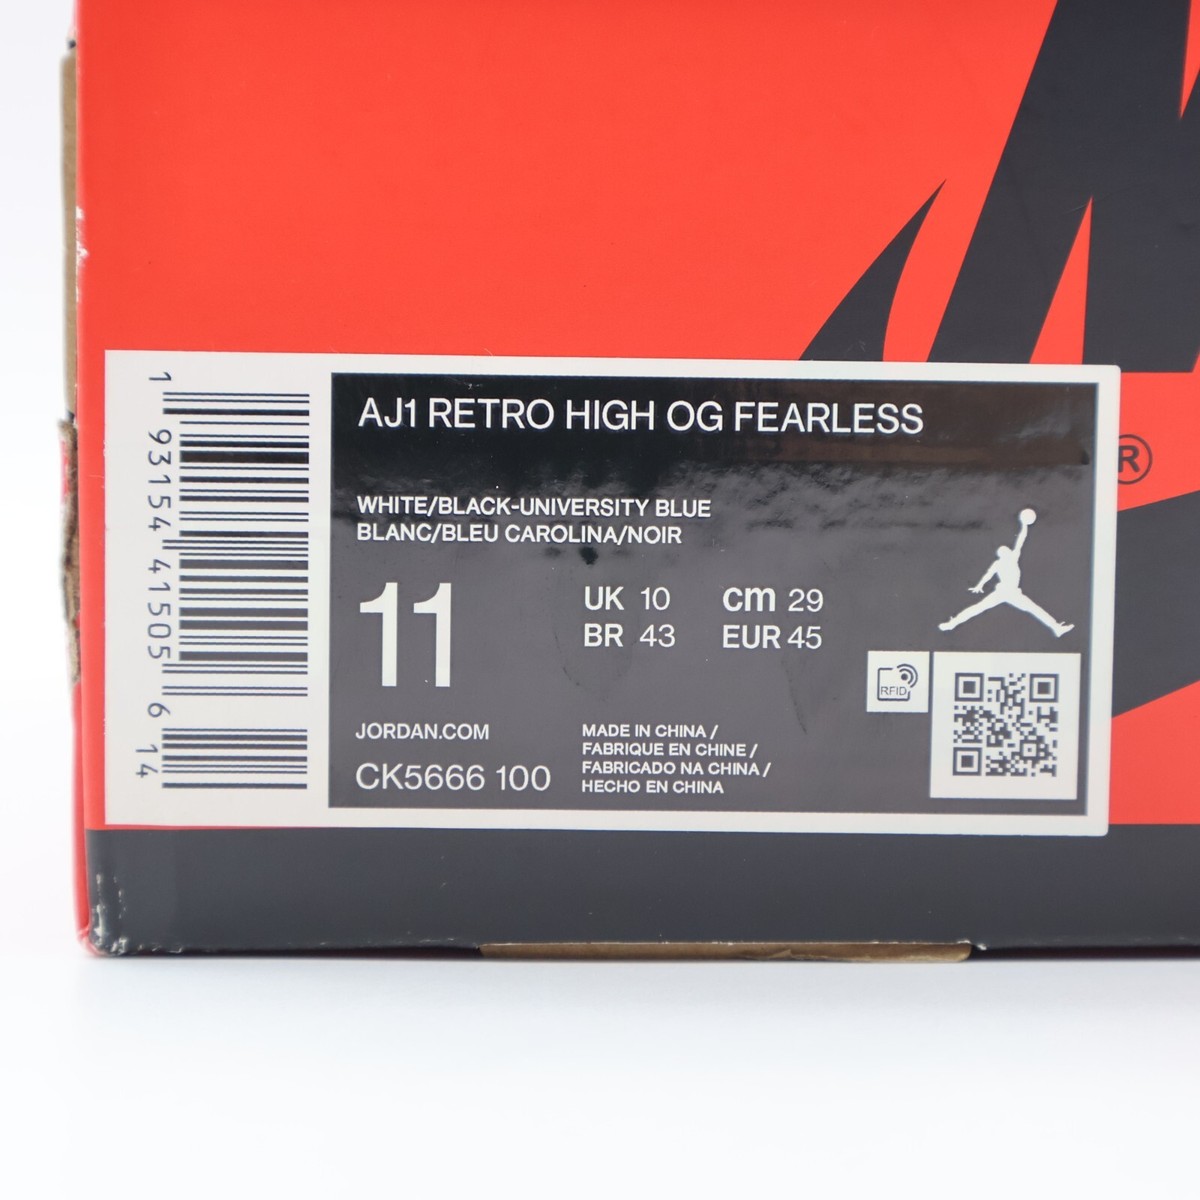 AJ1 RETRO HIGH OG FEARLESS
WHITE/BLACK-UNIVERSITY BLUE
BLANC/BLEU CAROLINA/NOIR
11
UK 10 cm 29
BR 43 EUR 45
RFID
JORDAN.COM
CK5666 100
MADE IN CHINA /
FABRIQUE EN CHINE /
FABRICADO NA CHINA /
HECHO EN CHINA
1 93154 41505 6 14
®